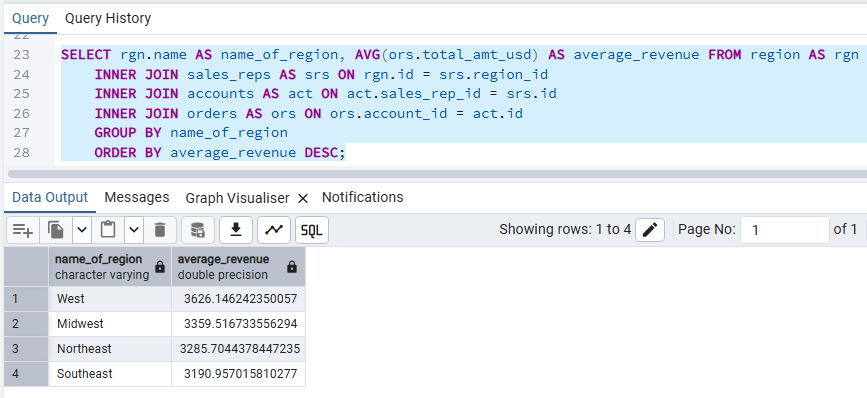 Query Query History
22
23 SELECT rgn.name AS name_of_region, AVG(ors.total_amt_usd) AS average_revenue FROM region AS rgn
24 INNER JOIN sales_reps AS srs ON rgn.id = srs.region_id
25 INNER JOIN accounts AS act ON act.sales_rep_id = srs.id
26 INNER JOIN orders AS ors ON ors.account_id = act.id
27 GROUP BY name_of_region
28 ORDER BY average_revenue DESC;
Data Output Messages Graph Visualiser × Notifications
SQL Showing rows: 1 to 4 Page No: 1 of 1
name_of_region average_revenue
character varying double precision
1 West 3626.146242350057
2 Midwest 3359.516733556294
3 Northeast 3285.7044378447235
4 Southeast 3190.957015810277